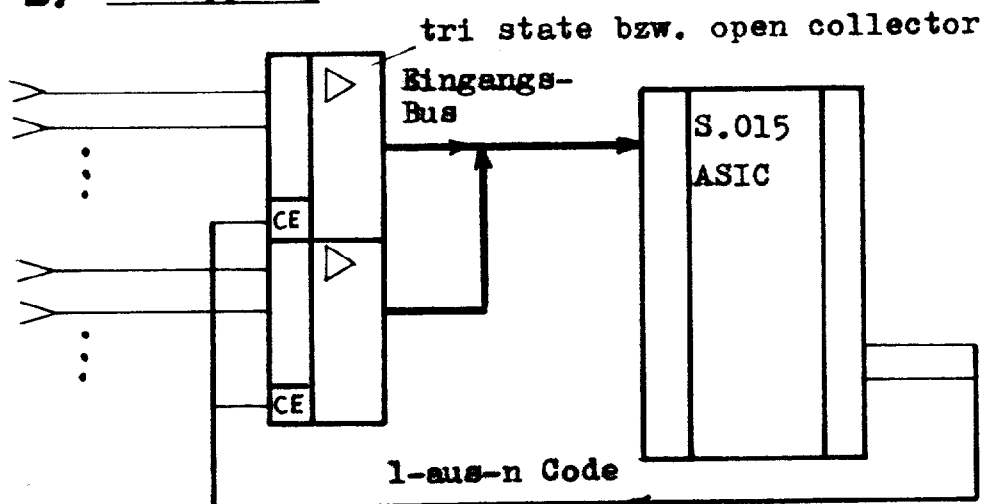 tri state bzw. open collector
Eingangs-
Bus
S.015
ASIC
CE
CE
1-aus-n Code